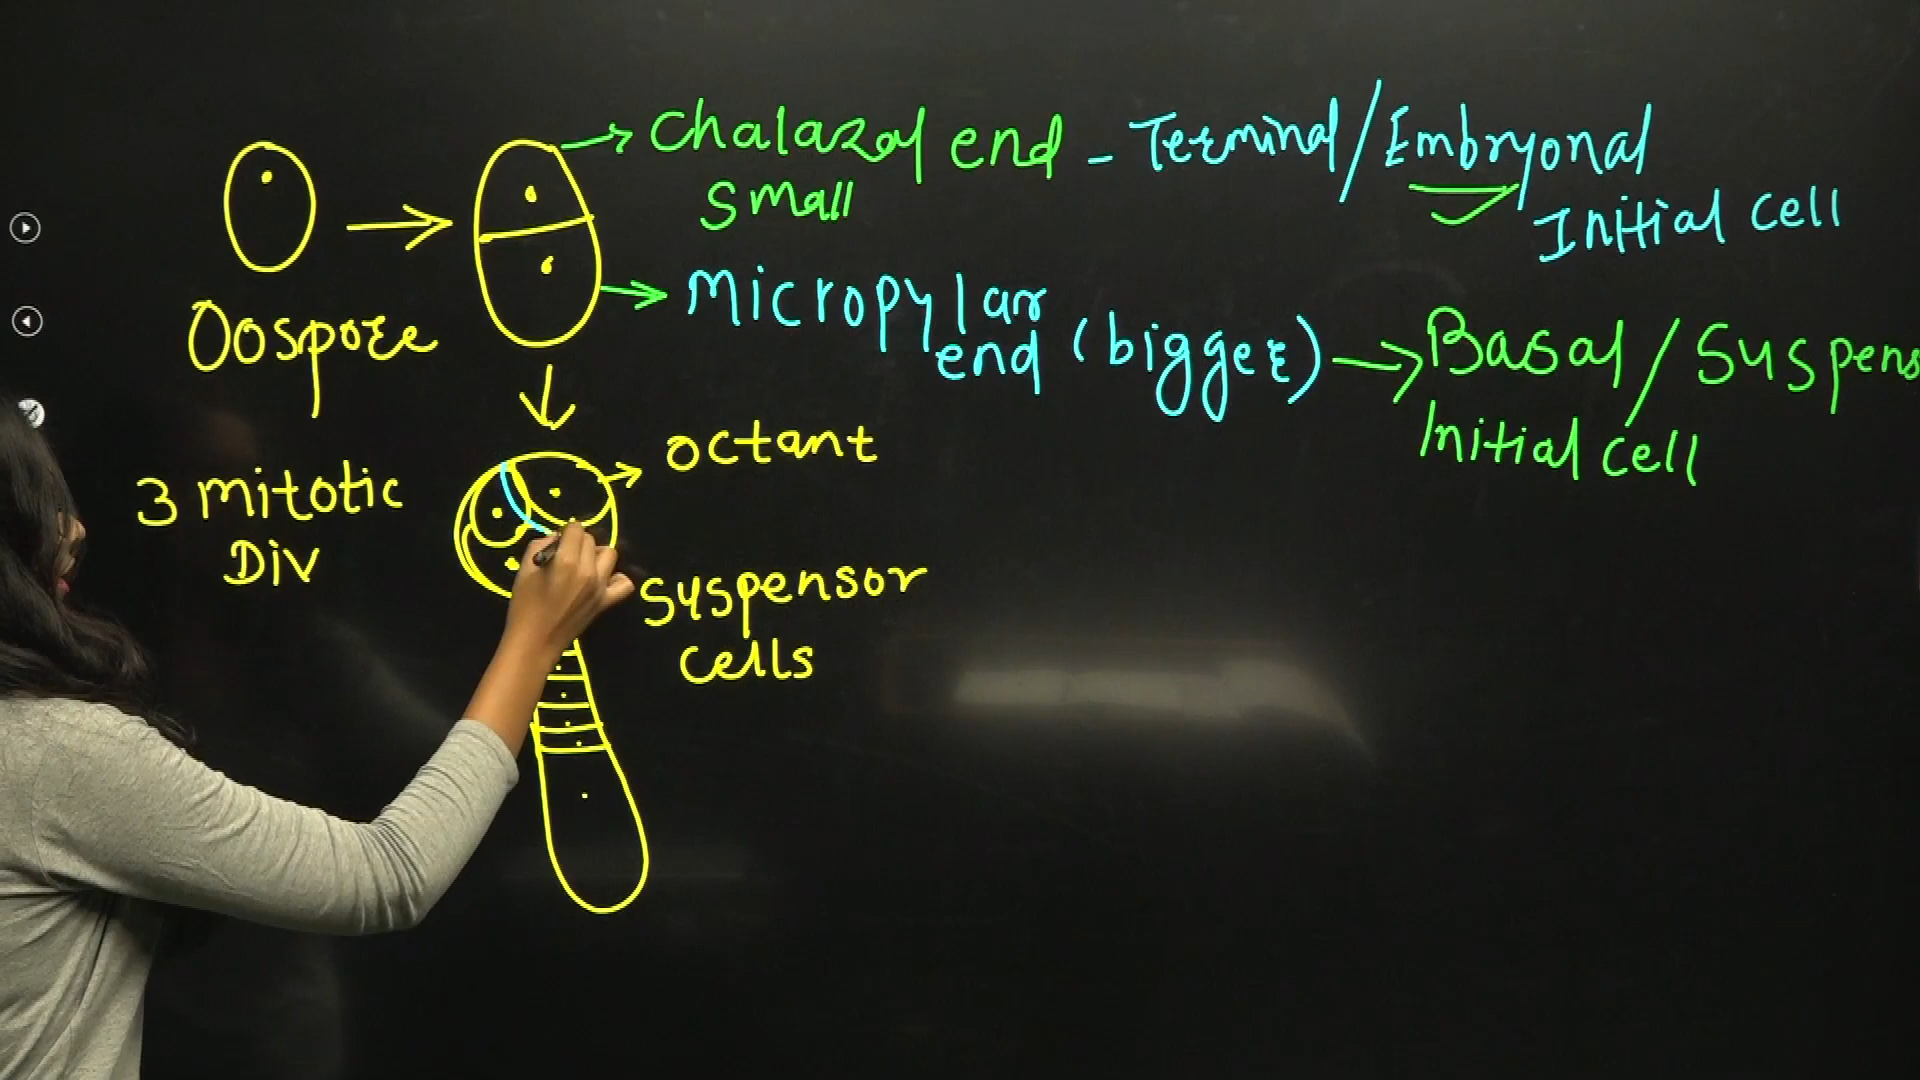 Chalazal end - Terminal / Embryonal
Small
Initial cell
Micropylar
end (bigger) → Basal / Suspens
Initial cell
Oospore
octant
3 mitotic
Div
suspensor
cells